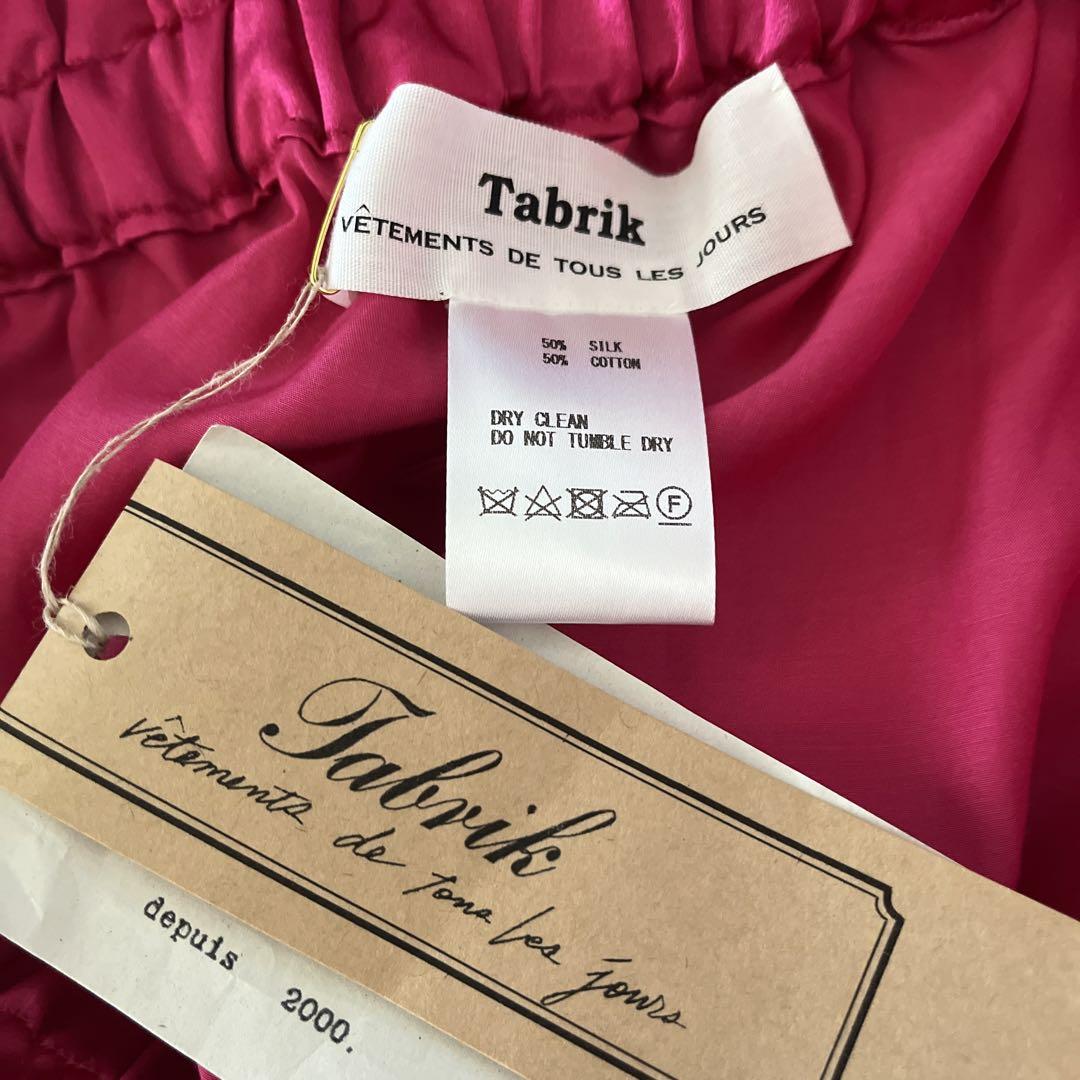 Tabrik
VÊTEMENTS DE TOUS LES JOURS
50% SILK
50% COTTON
DRY CLEAN
DO NOT TUMBLE DRY
F
Tabrik
vêtements de tous les jours
depuis 2000.